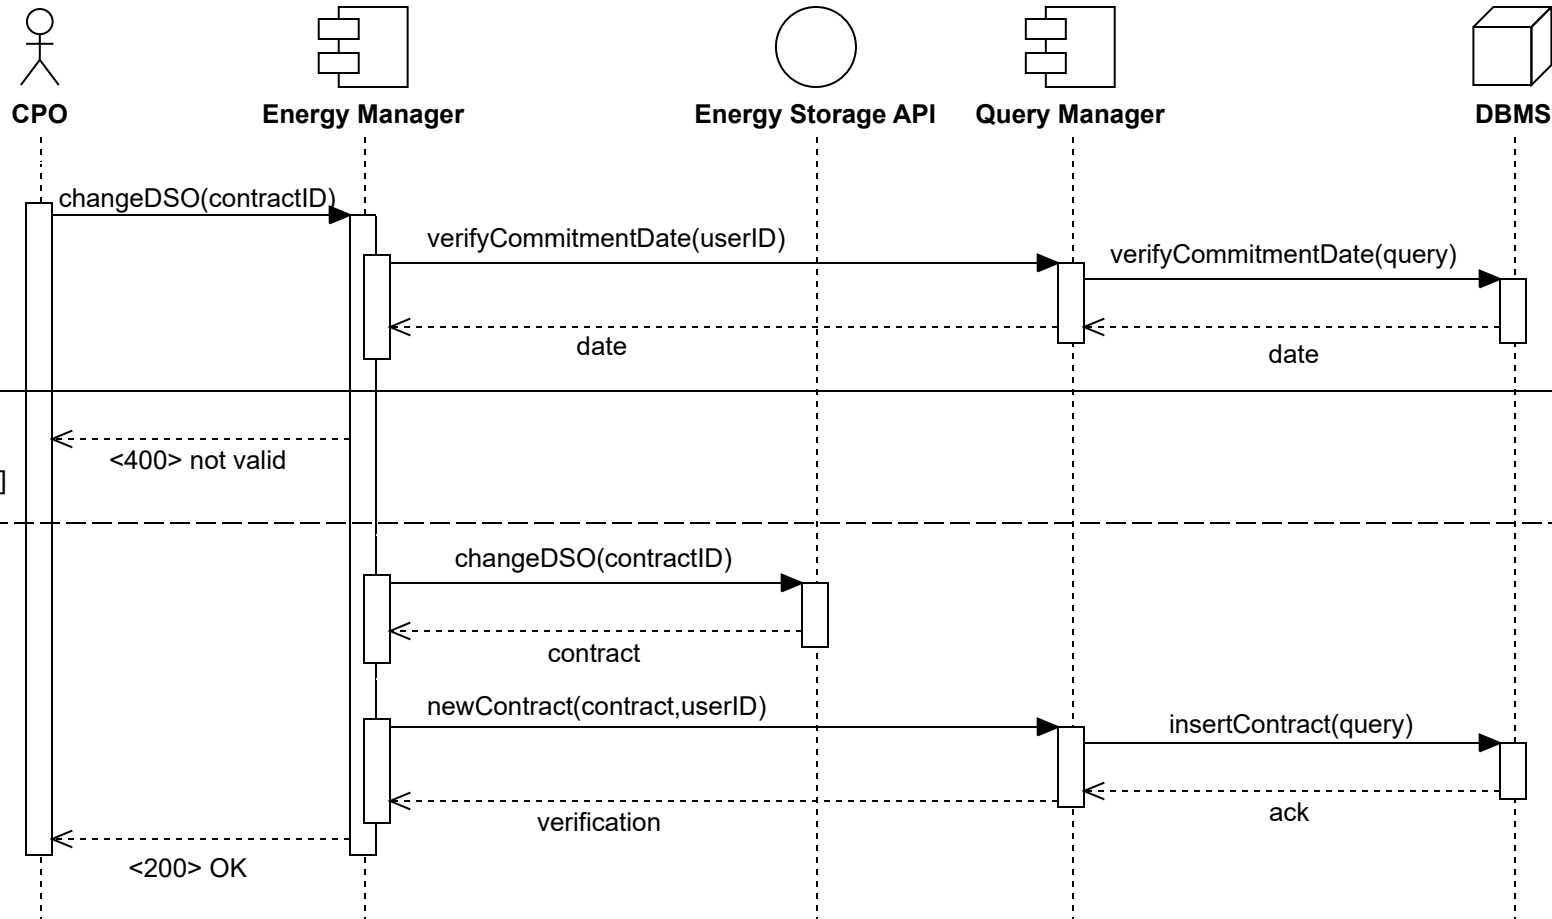 CPO
Energy Manager
Energy Storage API
Query Manager
DBMS
changeDSO(contractID)
verifyCommitmentDate(userID)
verifyCommitmentDate(query)
date
date
<400> not valid
]
changeDSO(contractID)
contract
newContract(contract,userID)
insertContract(query)
verification
ack
<200> OK